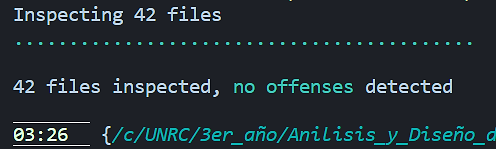 Inspecting 42 files
..........................................
42 files inspected, no offenses detected
03:26 {/c/UNRC/3er_año/Anilisis_y_Diseño_d